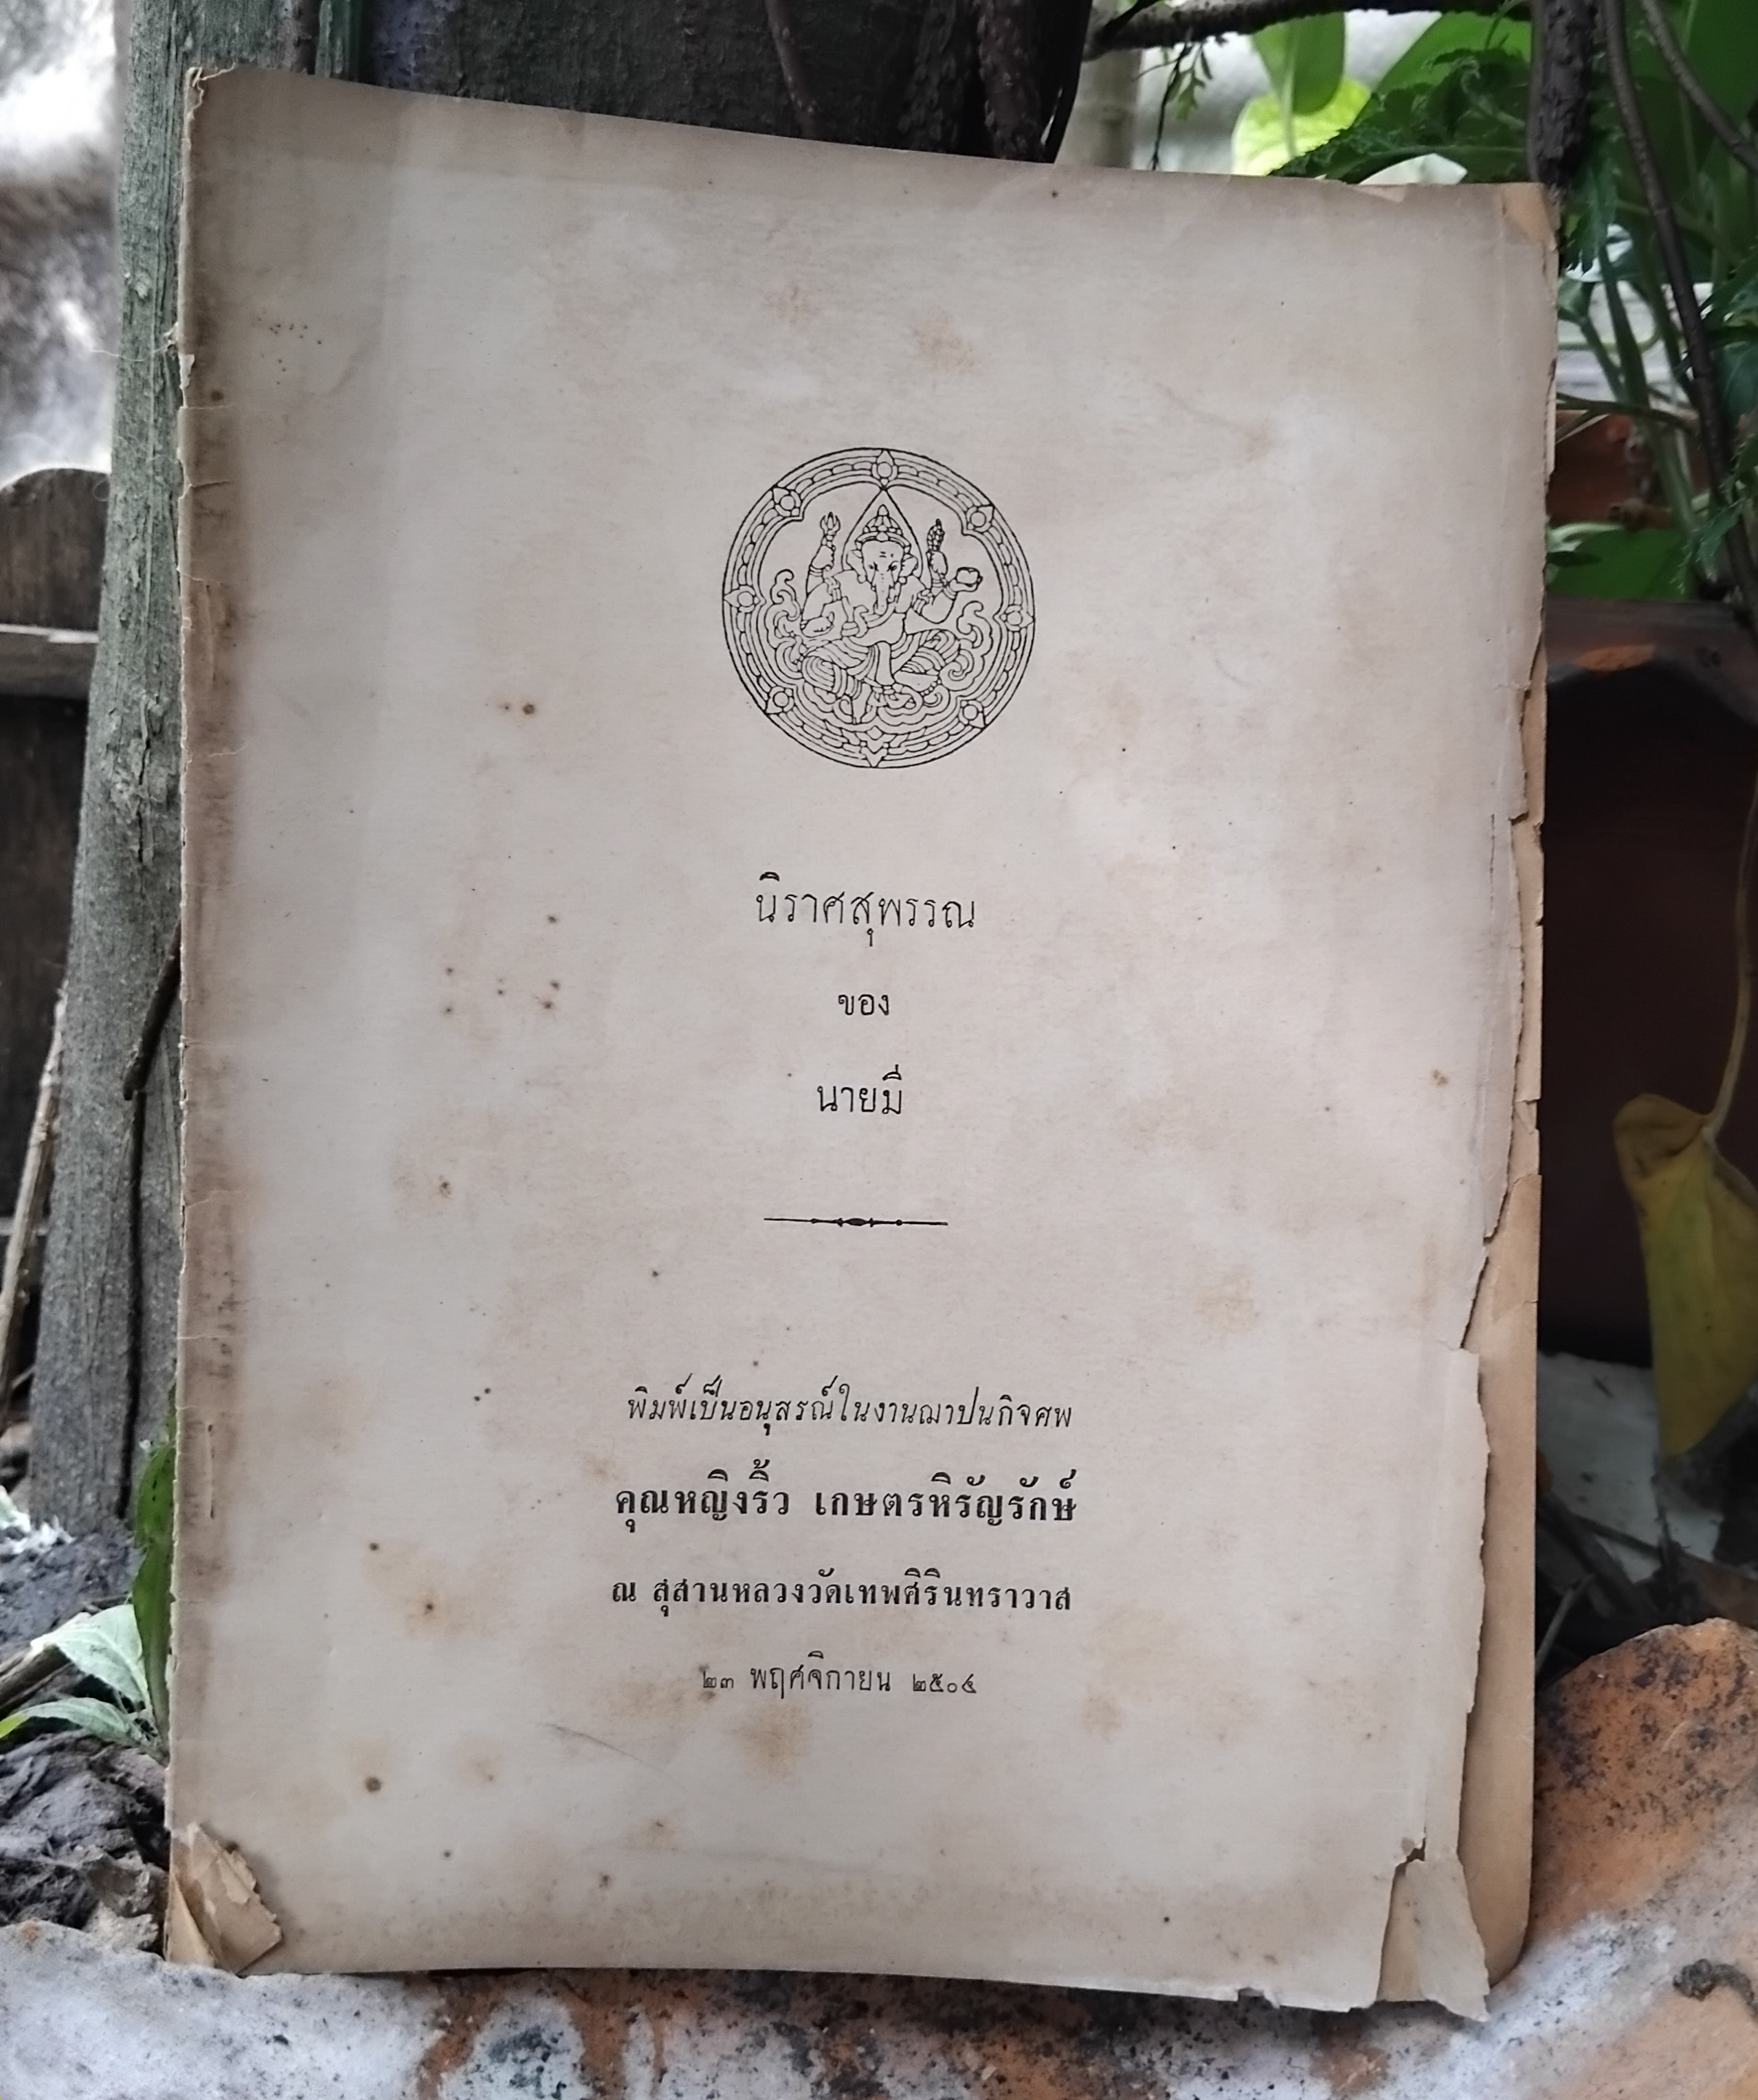 นิราศสุพรรณ
ของ
นายมี
พิมพ์เป็นอนุสรณ์ในงานฌาปนกิจศพ
คุณหญิงริ้ว เกษตรหิรัญรักษ์
ณ สุสานหลวงวัดเทพศิรินทราวาส
๒๓ พฤศจิกายน ๒๕๐๔